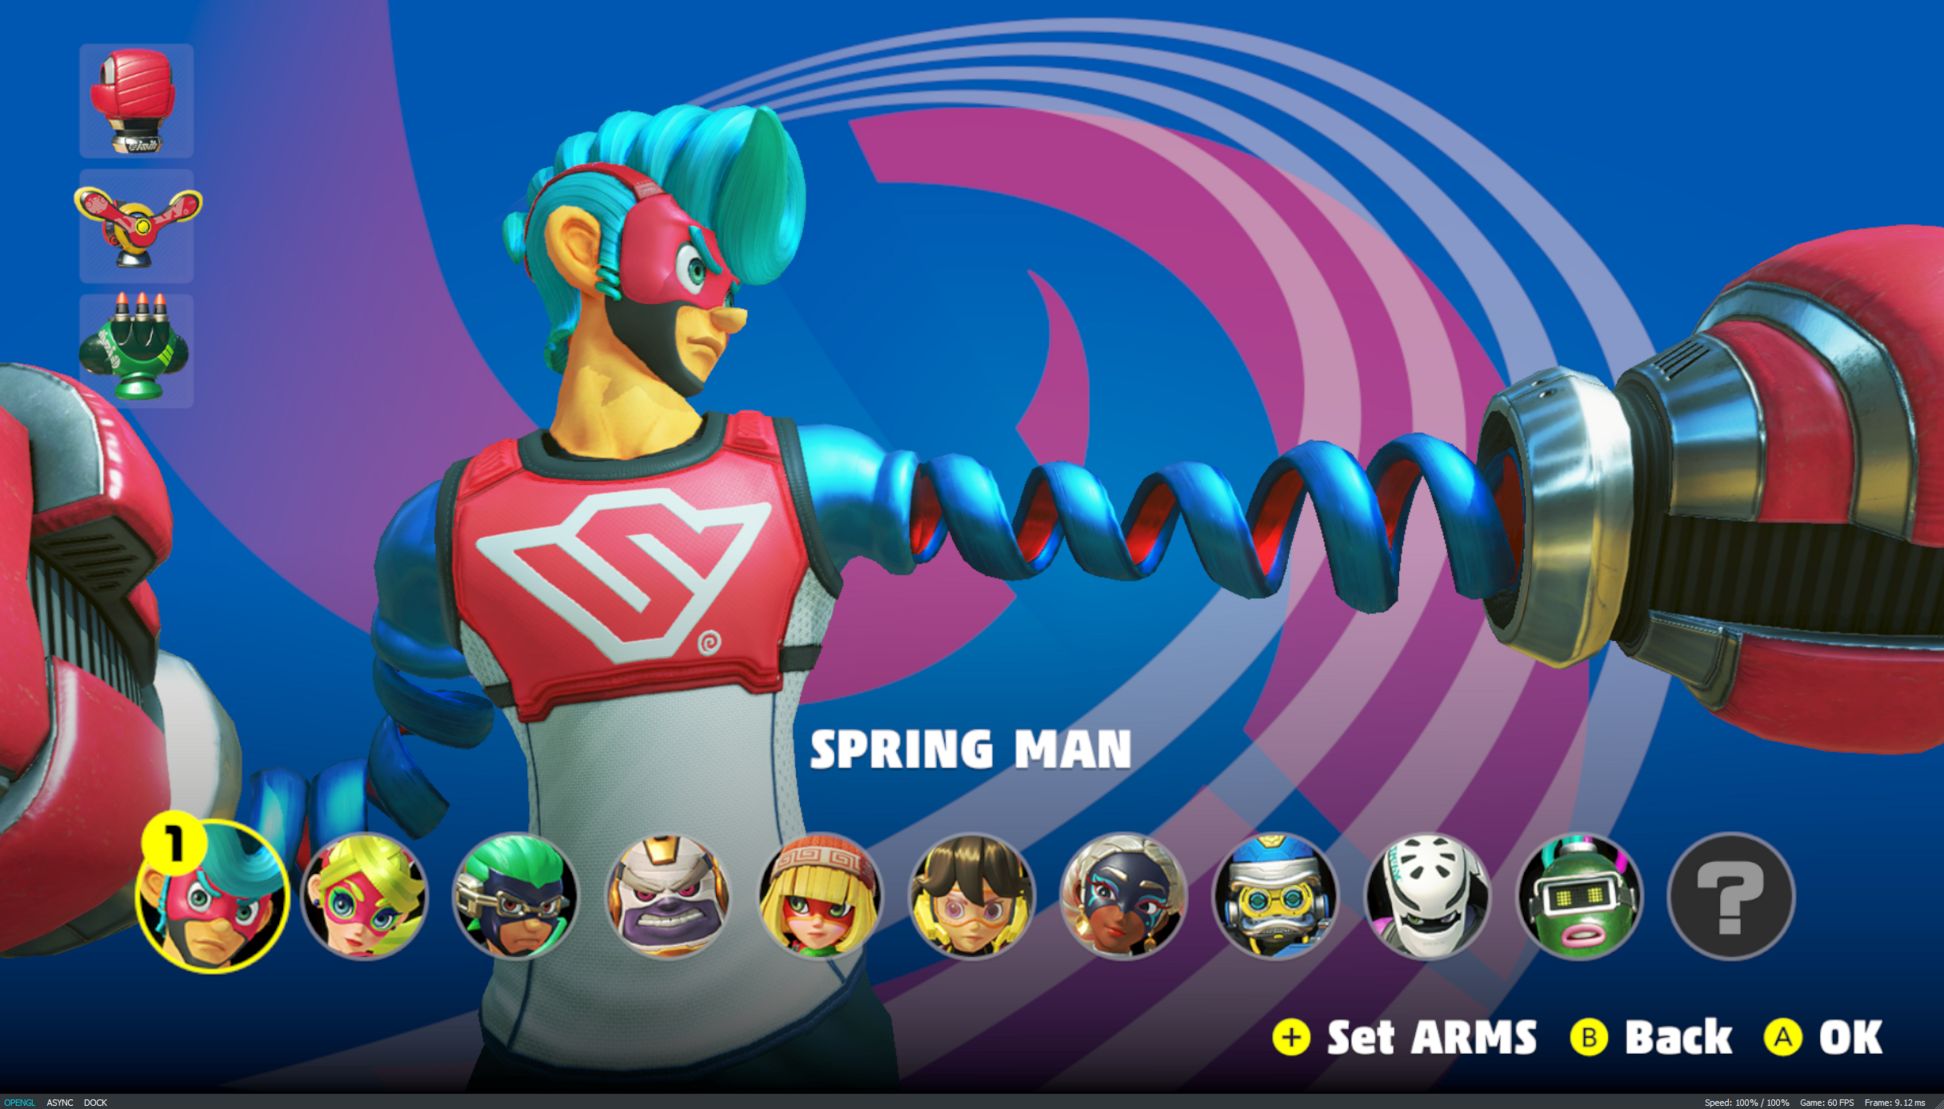 SPRING MAN
1
?
+ Set ARMS B Back A OK
OPENGL ASYNC DOCK Speed: 100% / 100% Game: 60 FPS Frame: 9.12 ms